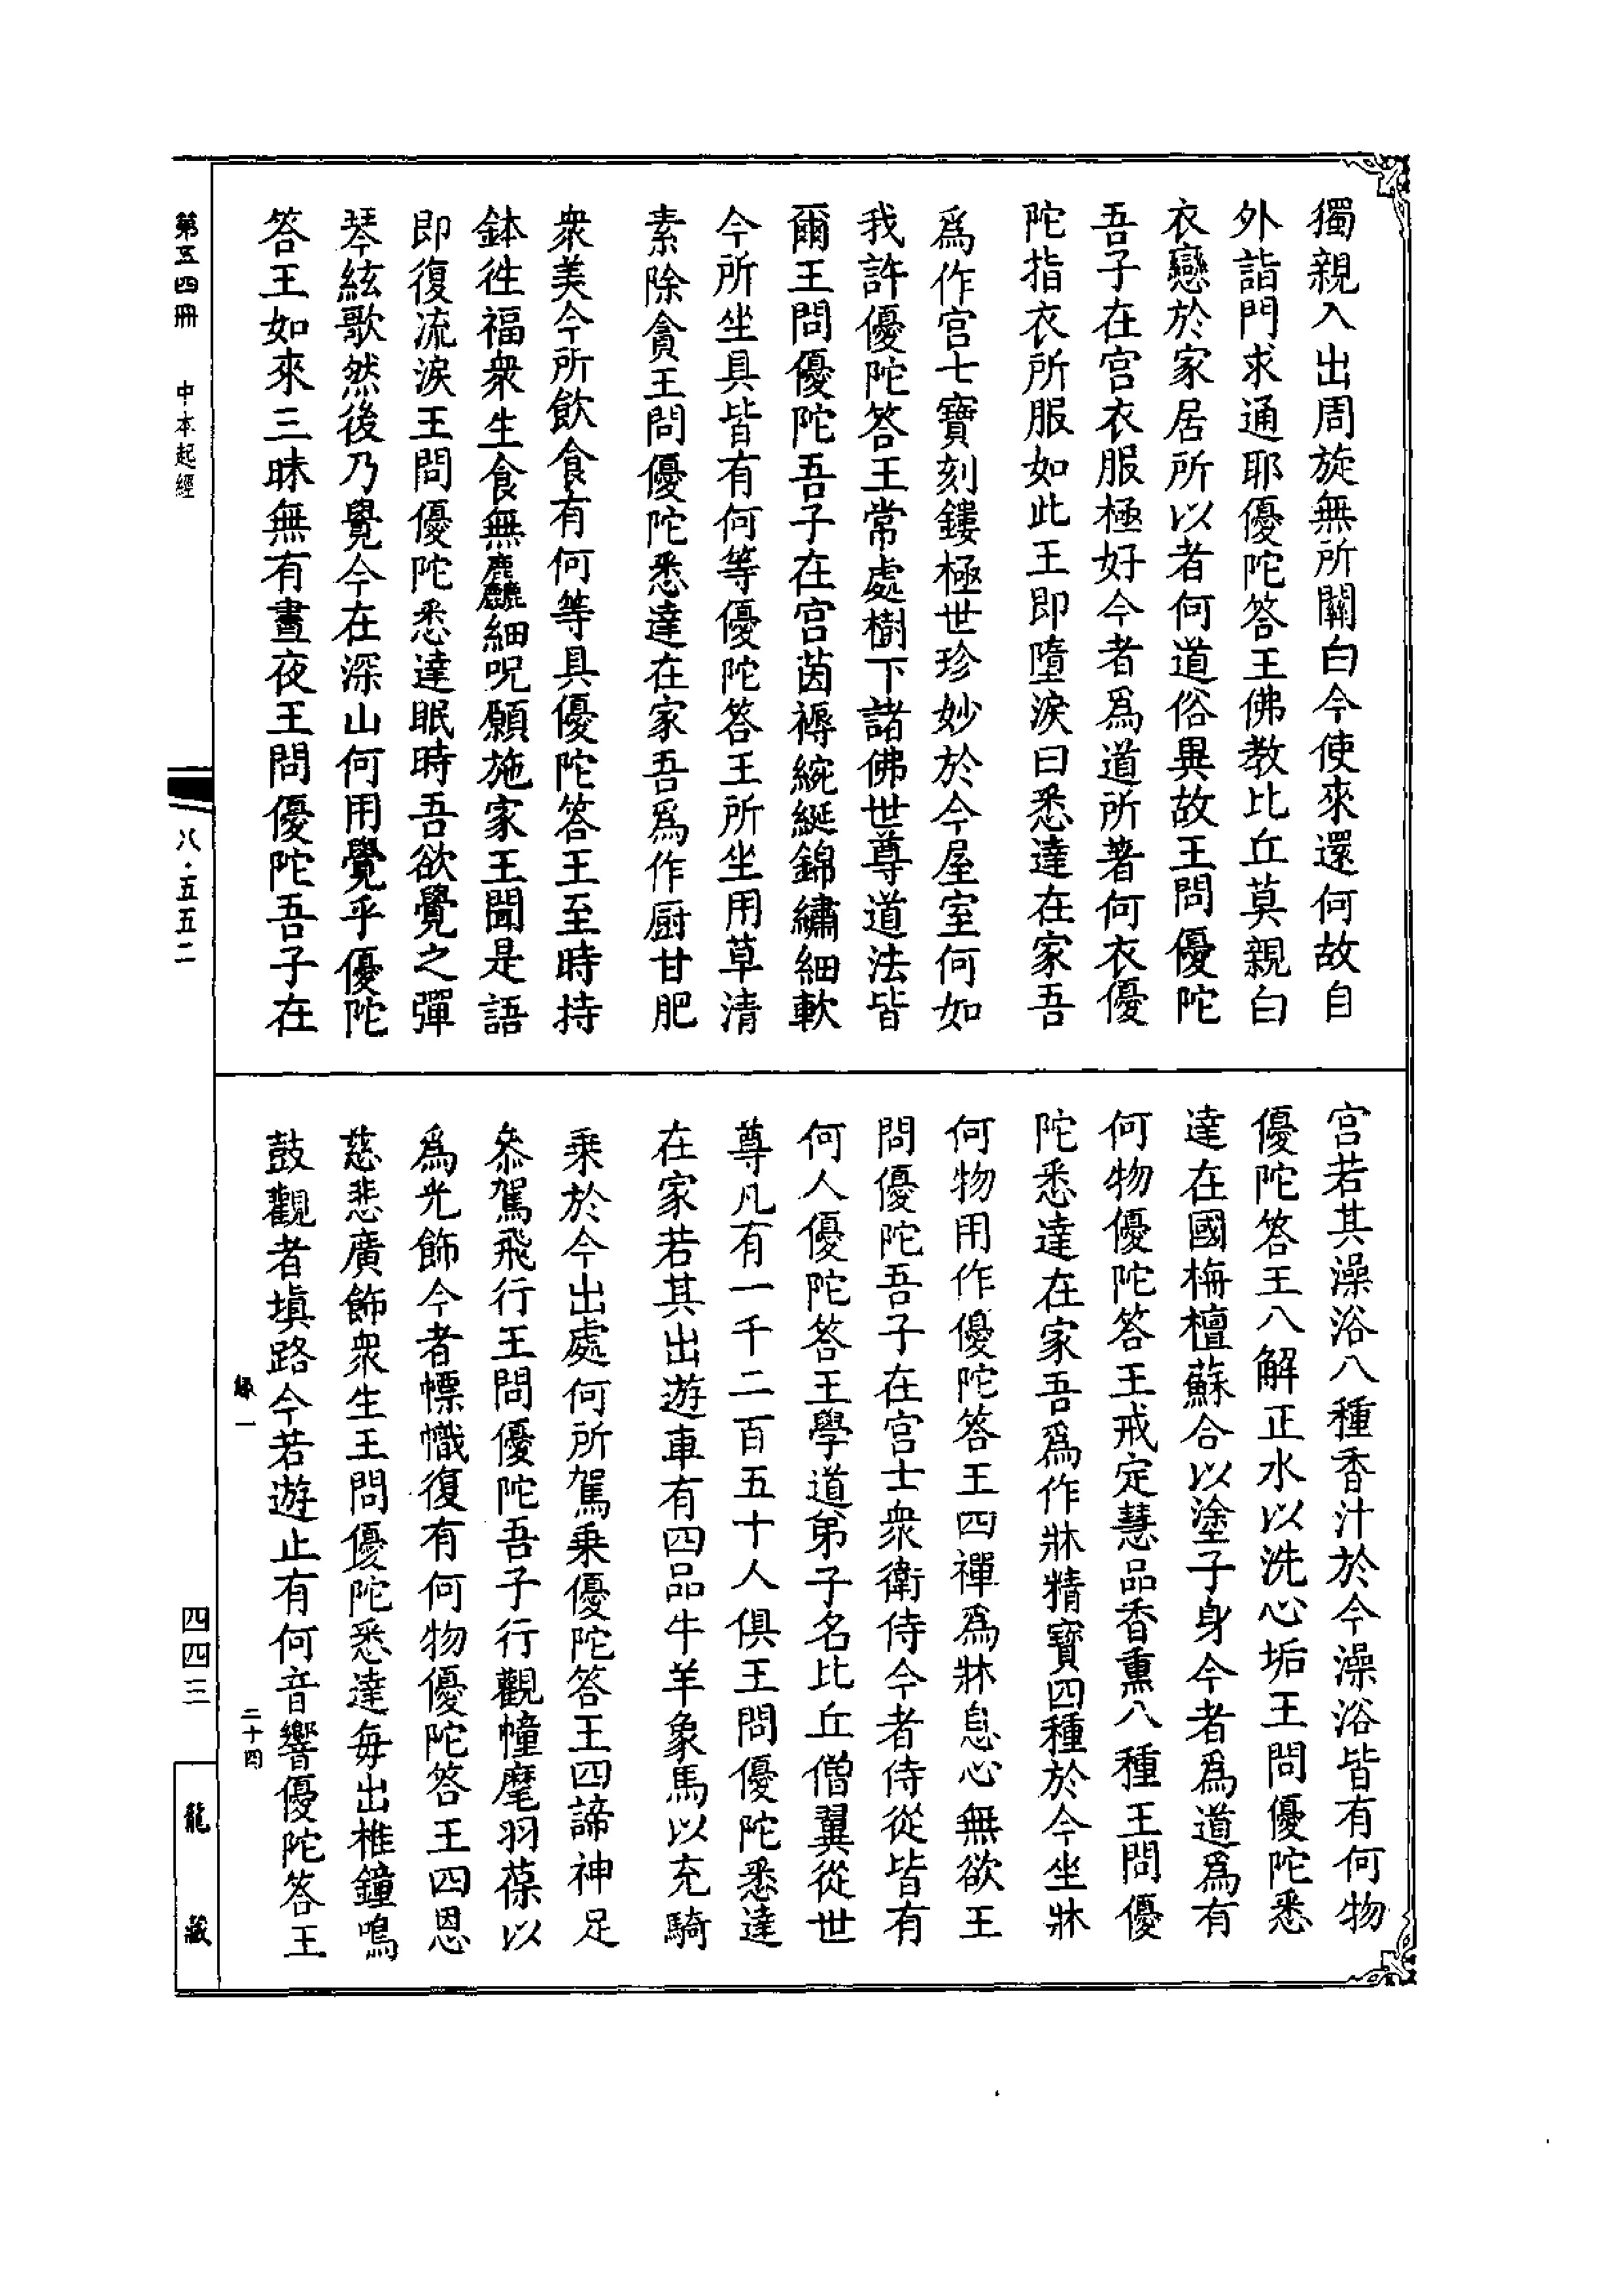 獨親入出周旋無所關白今使來還何故自
外詣門求通耶優陀答王佛教比丘莫親白
衣戀於家居所以者何道俗異故王問優陀
吾子在宮衣服極好今者爲道所著何衣優
陀指衣所服如此王即墮淚曰悉達在家吾
爲作宮七寶刻鏤極世珍妙於今屋室何如
我許優陀答王常處樹下諸佛世尊道法皆
爾王問優陀吾子在宮茵褥綩綖錦繡細軟
今所坐具皆有何等優陀答王所坐用草清
素除貪王問優陀悉達在家吾爲作厨甘肥
衆美今所飲食有何等具優陀答王至時持
鉢往福衆生食無麤細呪願施家王聞是語
即復流淚王問優陀悉達眠時吾欲覺之彈
琴絃歌然後乃覺今在深山何用覺乎優陀
答王如來三昧無有晝夜王問優陀吾子在
宮若其澡浴八種香汁於今澡浴皆有何物
優陀答王八解正水以洗心垢王問優陀悉
達在國栴檀蘇合以塗子身今者爲道爲有
何物優陀答王戒定慧品香熏八種王問優
陀悉達在家吾爲作牀精寶四種於今坐牀
何物用作優陀答王四禪爲牀息心無欲王
問優陀吾子在宮士衆衛侍今者侍從皆有
何人優陀答王學道弟子名比丘僧翼從世
尊凡有一千二百五十人俱王問優陀悉達
在家若其出遊車有四品牛羊象馬以充騎
乗於今出處何所駕乗優陀答王四諦神足
叅駕飛行王問優陀吾子行觀幢麾羽葆以
爲光飾今者幖幟復有何物優陀答王四恩
慈悲廣飾衆生王問優陀悉達每出椎鐘鳴
鼓觀者填路今若遊止有何音響優陀答王
緣一
二十四
第五四冊
中本起經
八·五五二
四四三
龍藏